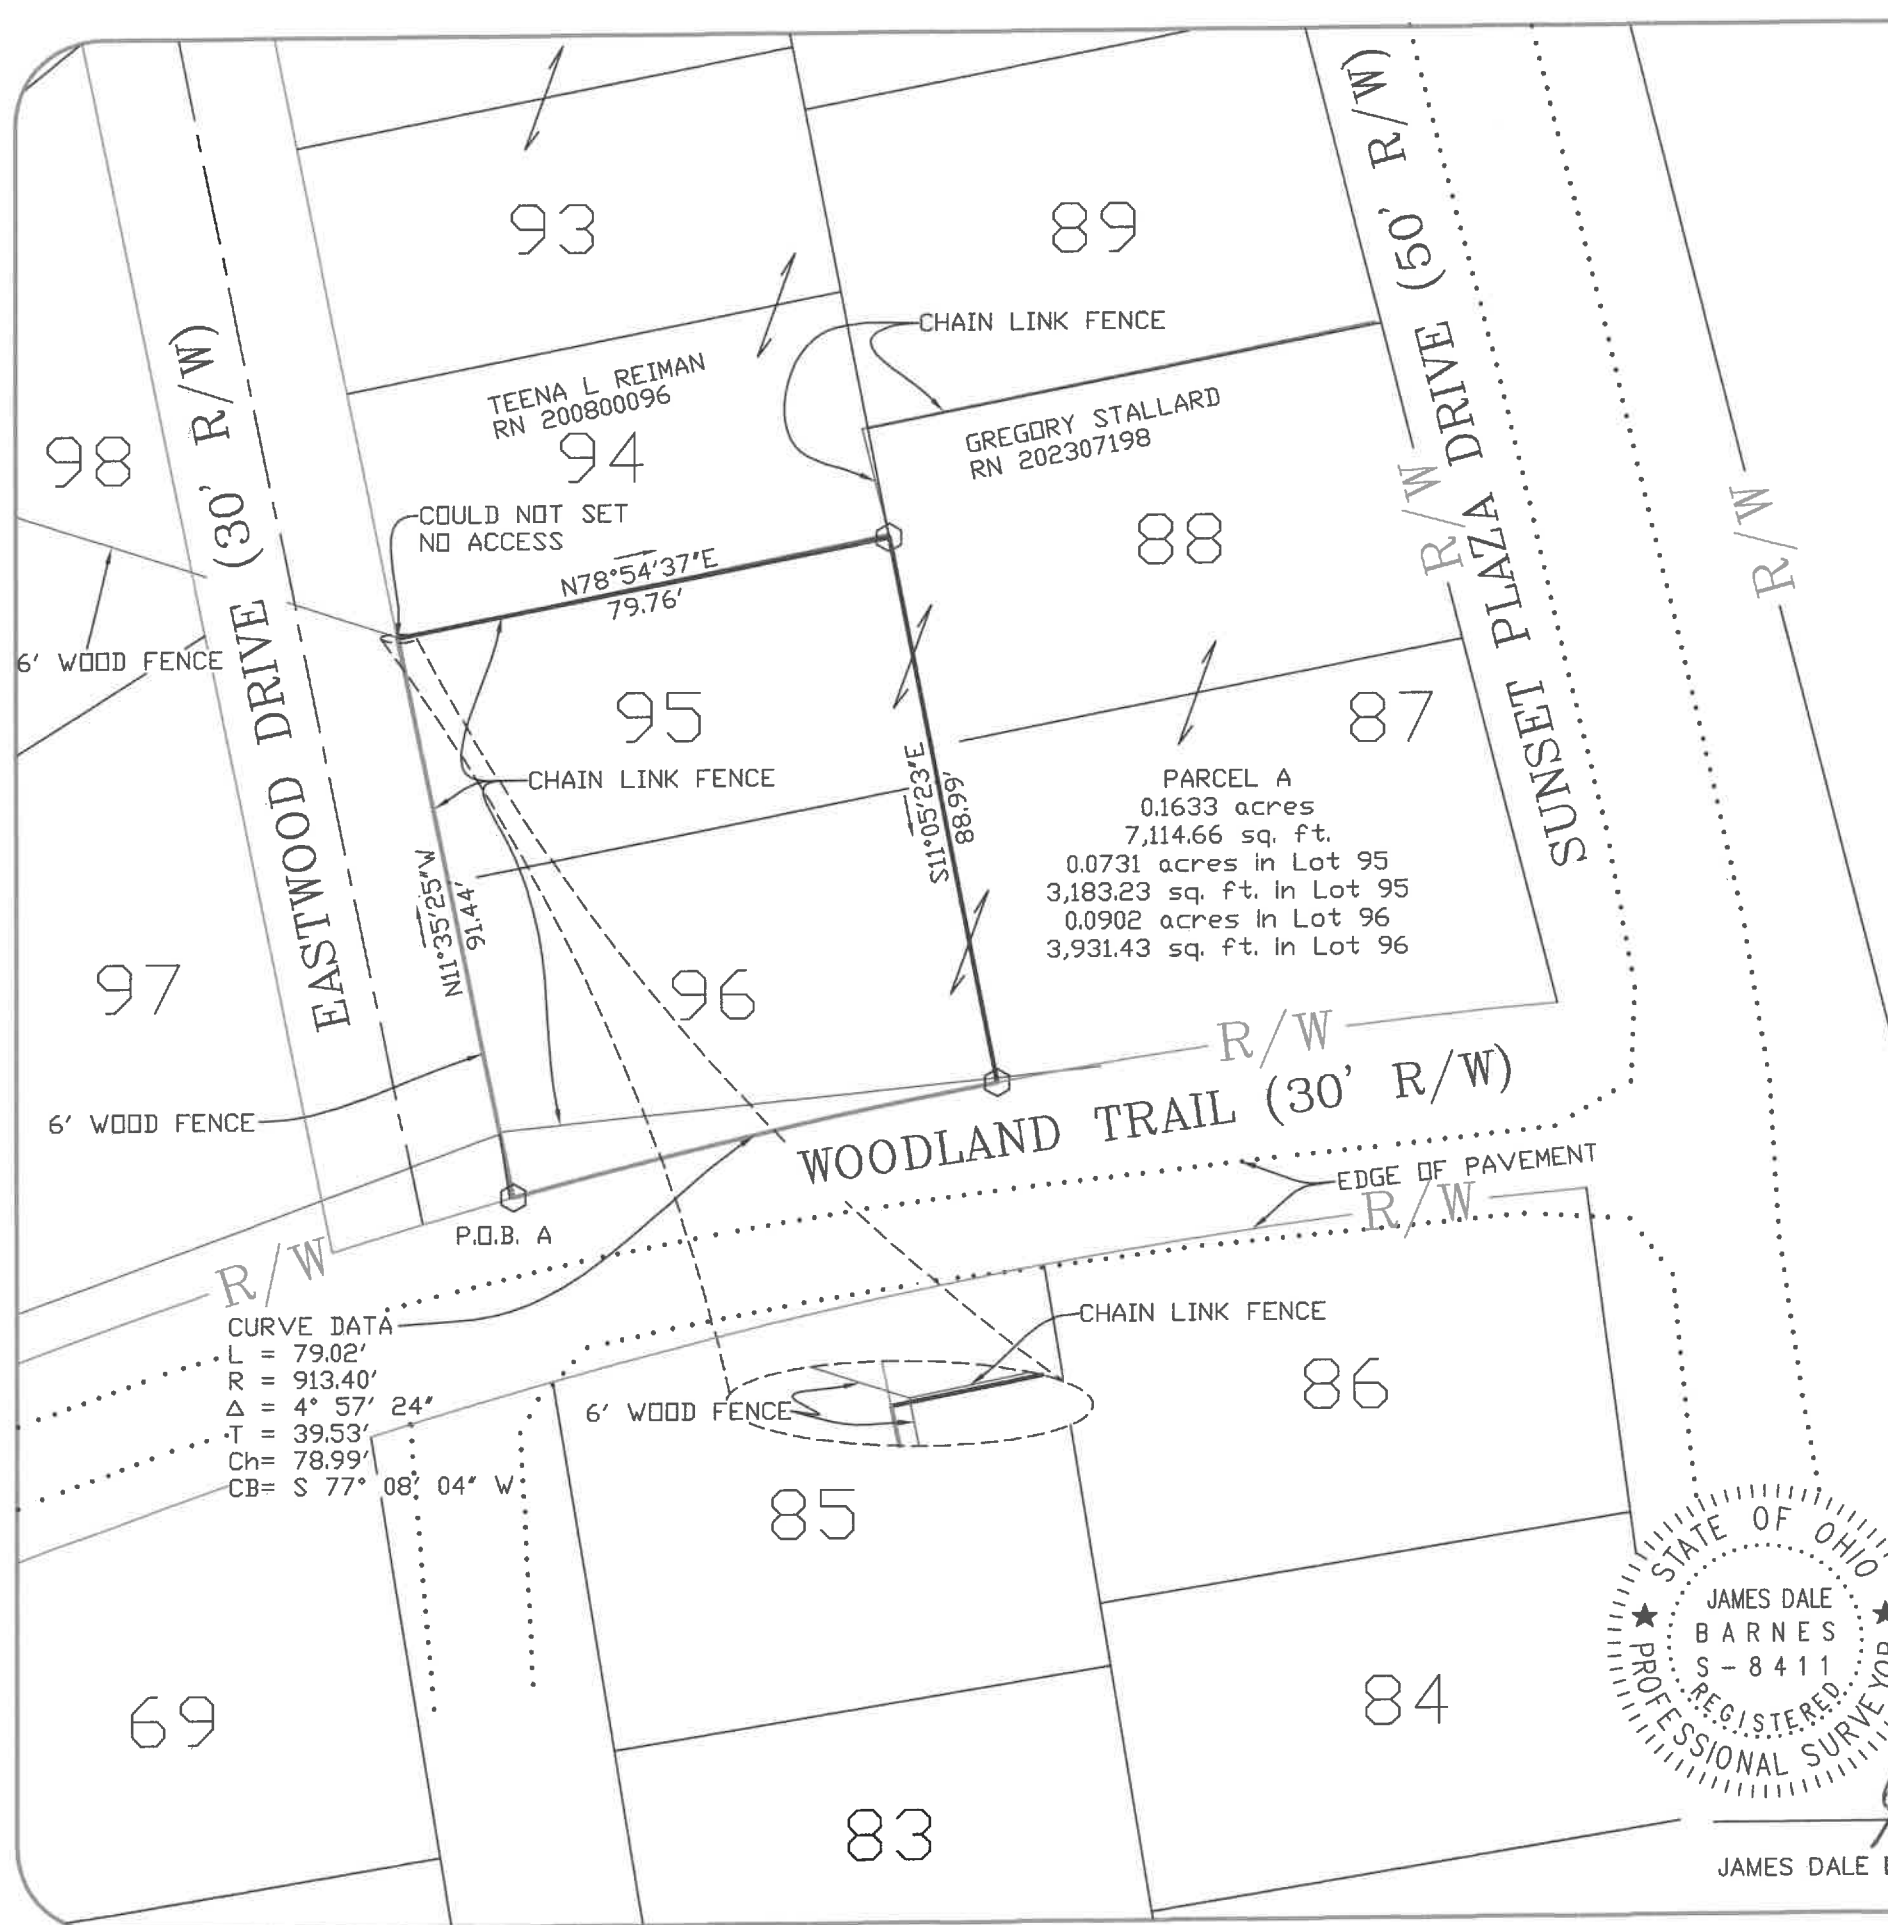 93
89
SUNSET PLAZA DRIVE (50' R/W)
EASTWOOD DRIVE (30' R/W)
CHAIN LINK FENCE
TEENA L REIMAN
RN 200800096
94
GREGORY STALLARD
RN 202307198
98
88
R/W
R/W
R/W
COULD NOT SET
NO ACCESS
N78°54'37"E
79.76'
6' WOOD FENCE
95
87
CHAIN LINK FENCE
S11°05'23"E
88.99'
PARCEL A
0.1633 acres
7,114.66 sq. ft.
0.0731 acres in Lot 95
3,183.23 sq. ft. in Lot 95
0.0902 acres in Lot 96
3,931.43 sq. ft. in Lot 96
N11°35'25"W
91.44'
97
96
R/W
6' WOOD FENCE
WOODLAND TRAIL (30' R/W)
EDGE OF PAVEMENT
R/W
P.O.B. A
R/W
CURVE DATA
L = 79.02'
R = 913.40'
Δ = 4° 57' 24"
T = 39.53'
Ch= 78.99'
CB= S 77° 08' 04" W
CHAIN LINK FENCE
6' WOOD FENCE
86
85
69
84
83
STATE OF OHIO
JAMES DALE
BARNES
S-8411
REGISTERED
PROFESSIONAL SURVEYOR
JAMES DALE